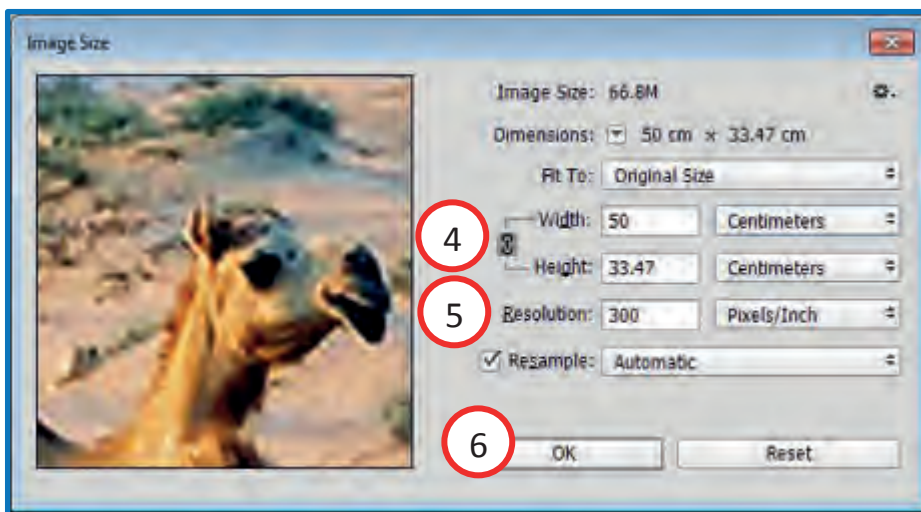 Image Size
Image Size: 66.8M
Dimensions: 50 cm × 33.47 cm
Fit To: Original Size
4
Width: 50 Centimeters
Height: 33.47 Centimeters
5
Resolution: 300 Pixels/Inch
Resample: Automatic
6
OK Reset